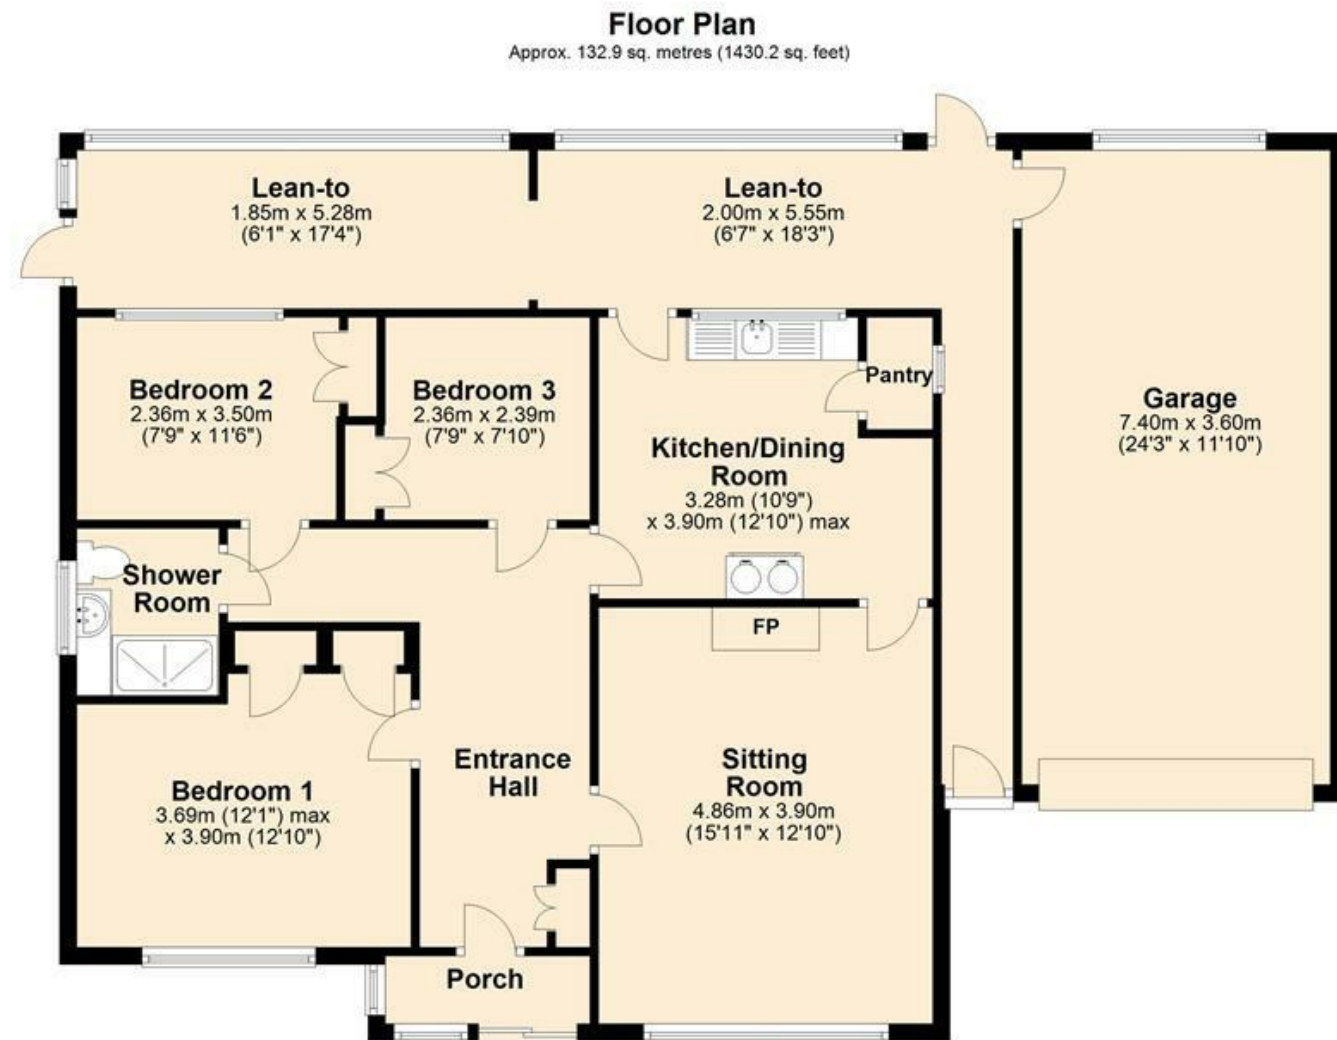 Floor Plan
Approx. 132.9 sq. metres (1430.2 sq. feet)
Lean-to
1.85m x 5.28m
(6'1" x 17'4")
Lean-to
2.00m x 5.55m
(6'7" x 18'3")
Bedroom 2
2.36m x 3.50m
(7'9" x 11'6")
Bedroom 3
2.36m x 2.39m
(7'9" x 7'10")
Pantry
Kitchen/Dining
Room
3.28m (10'9")
x 3.90m (12'10") max
Garage
7.40m x 3.60m
(24'3" x 11'10")
Shower
Room
FP
Bedroom 1
3.69m (12'1") max
x 3.90m (12'10")
Entrance
Hall
Sitting
Room
4.86m x 3.90m
(15'11" x 12'10")
Porch